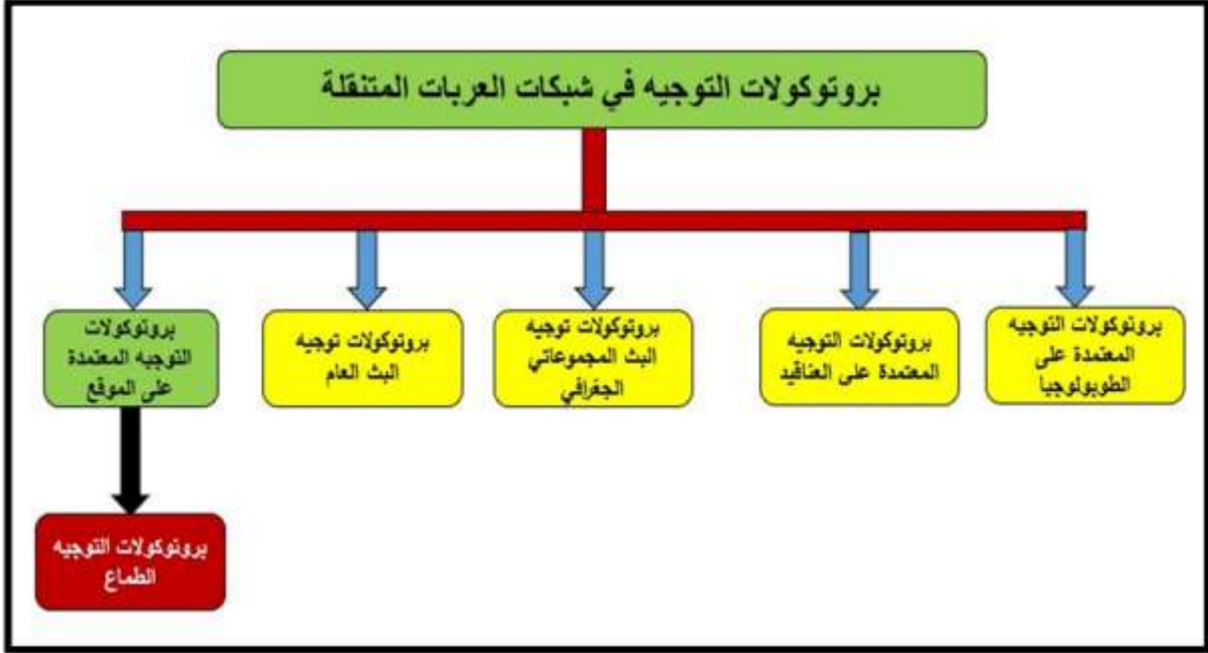 بروتوكولات التوجيه في شبكات العربات المتنقلة
بروتوكولات التوجيه
المعتمدة على
الطوبولوجيا
بروتوكولات التوجيه
المعتمدة على العناقيد
بروتوكولات توجيه
البث المجموعاتي
الجغرافي
بروتوكولات توجيه
البث العام
بروتوكولات
التوجيه المعتمدة
على الموقع
بروتوكولات التوجيه
الطماع